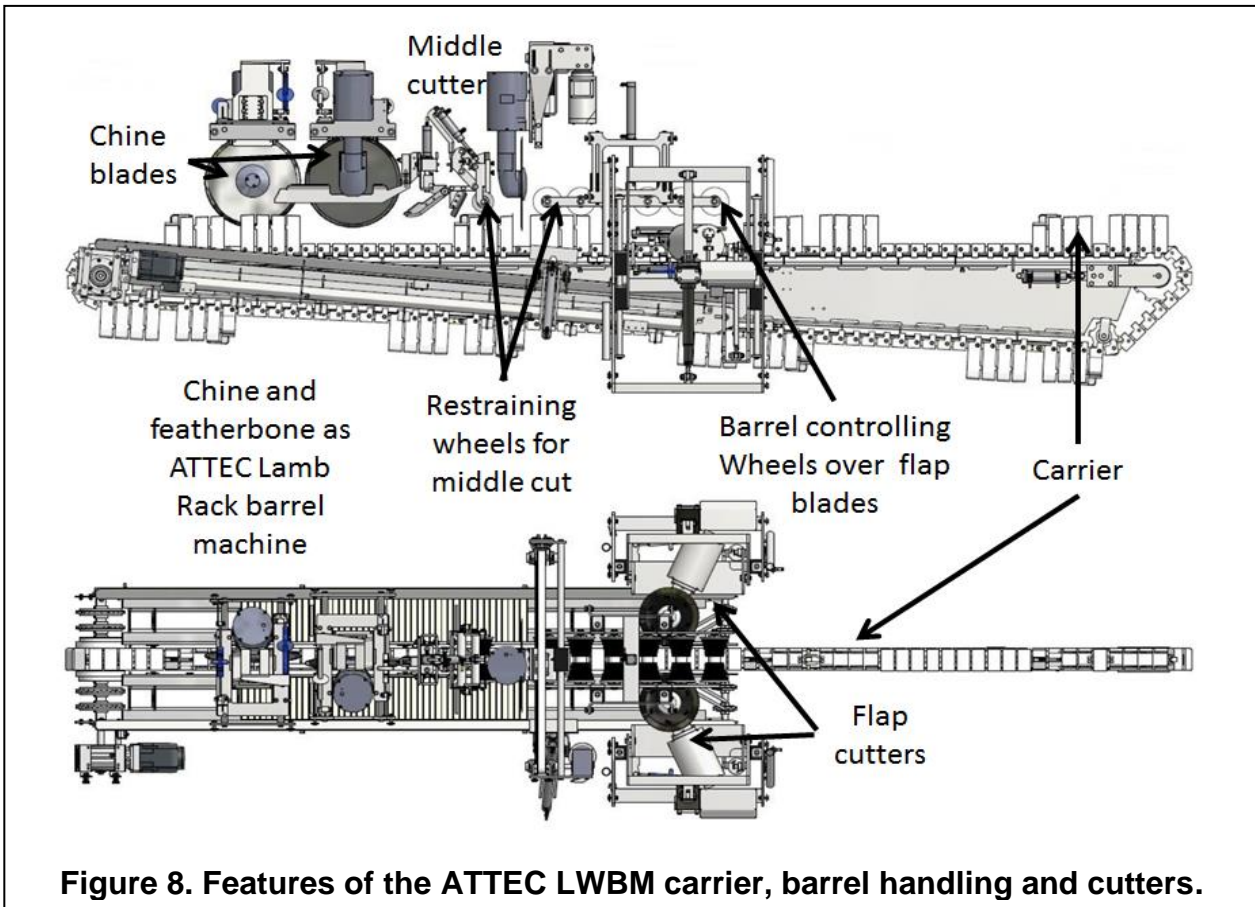 Middle
cutter
Chine
blades
Chine and
featherbone as
ATTEC Lamb
Rack barrel
machine
Restraining
wheels for
middle cut
Barrel controlling
Wheels over flap
blades
Carrier
Flap
cutters
Figure 8. Features of the ATTEC LWBM carrier, barrel handling and cutters.